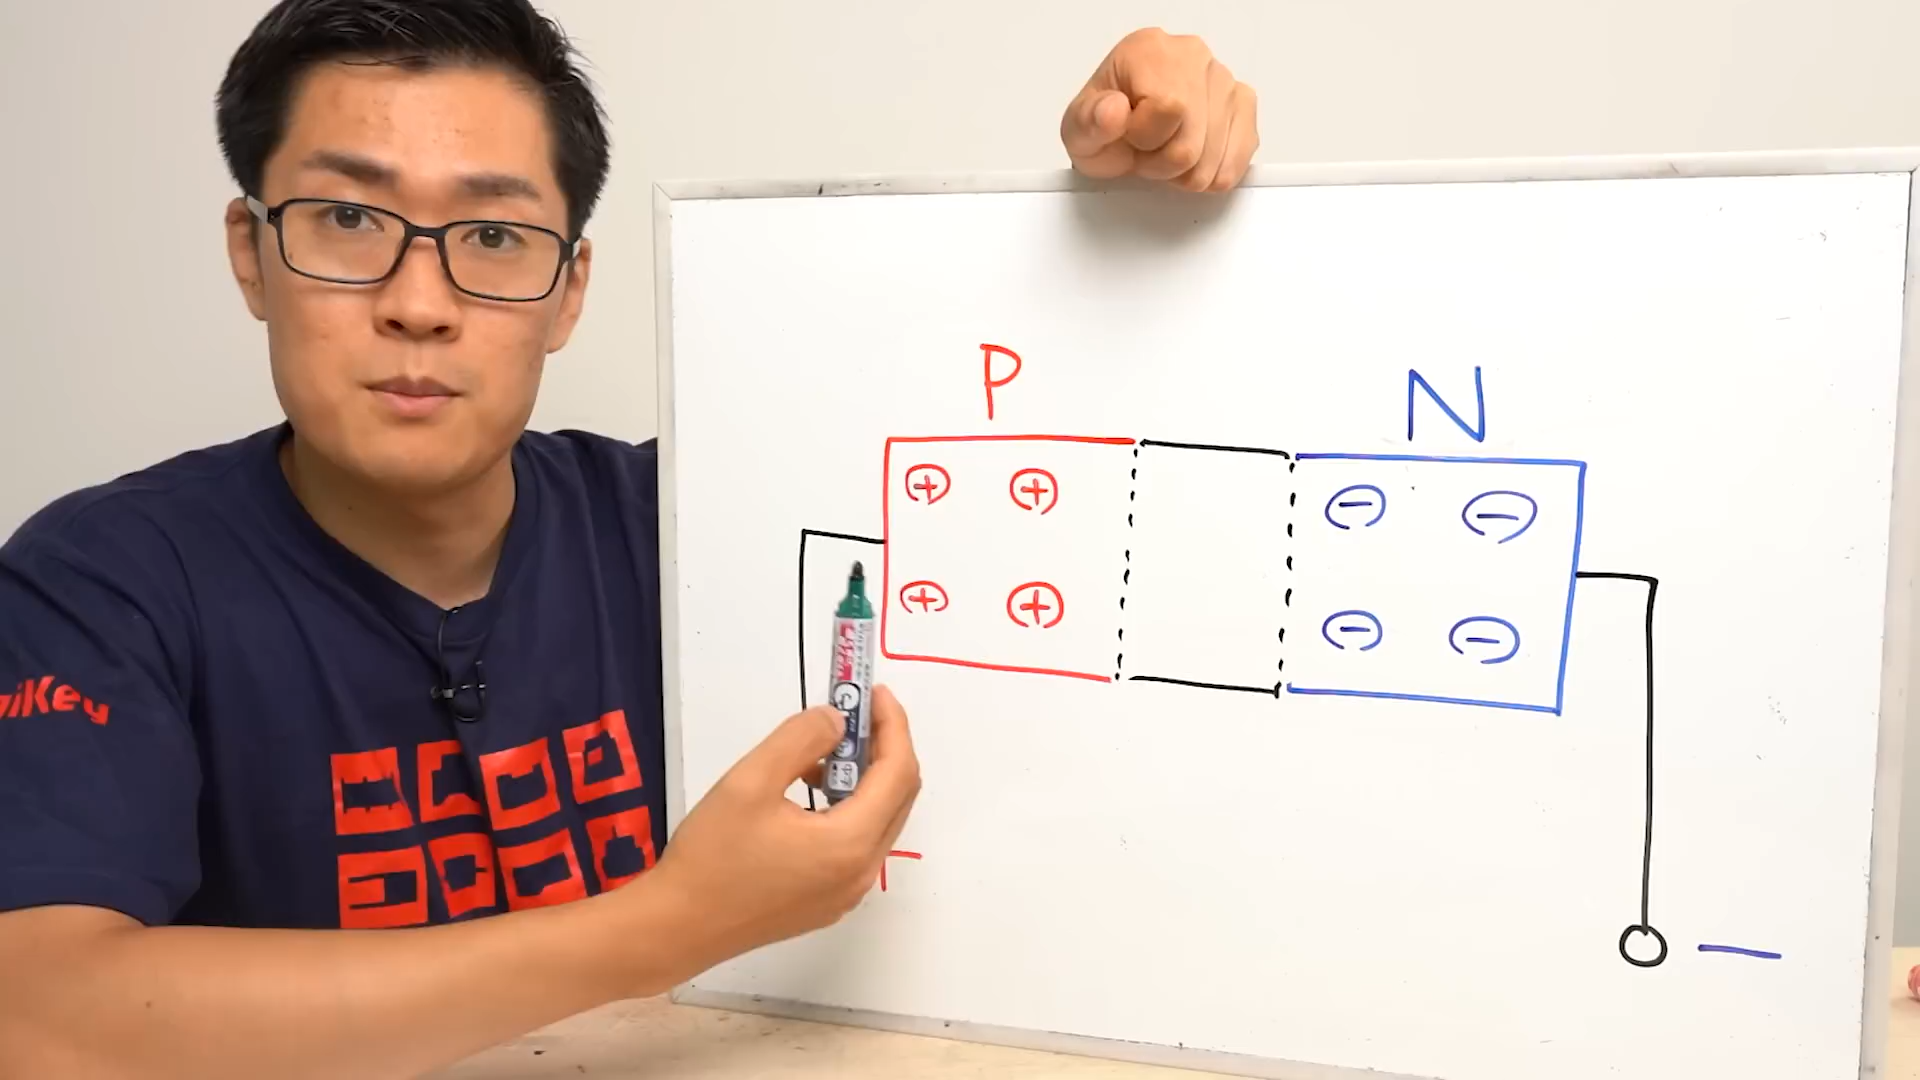 P
N
+ +
− −
+ +
− −
iKey
+
−